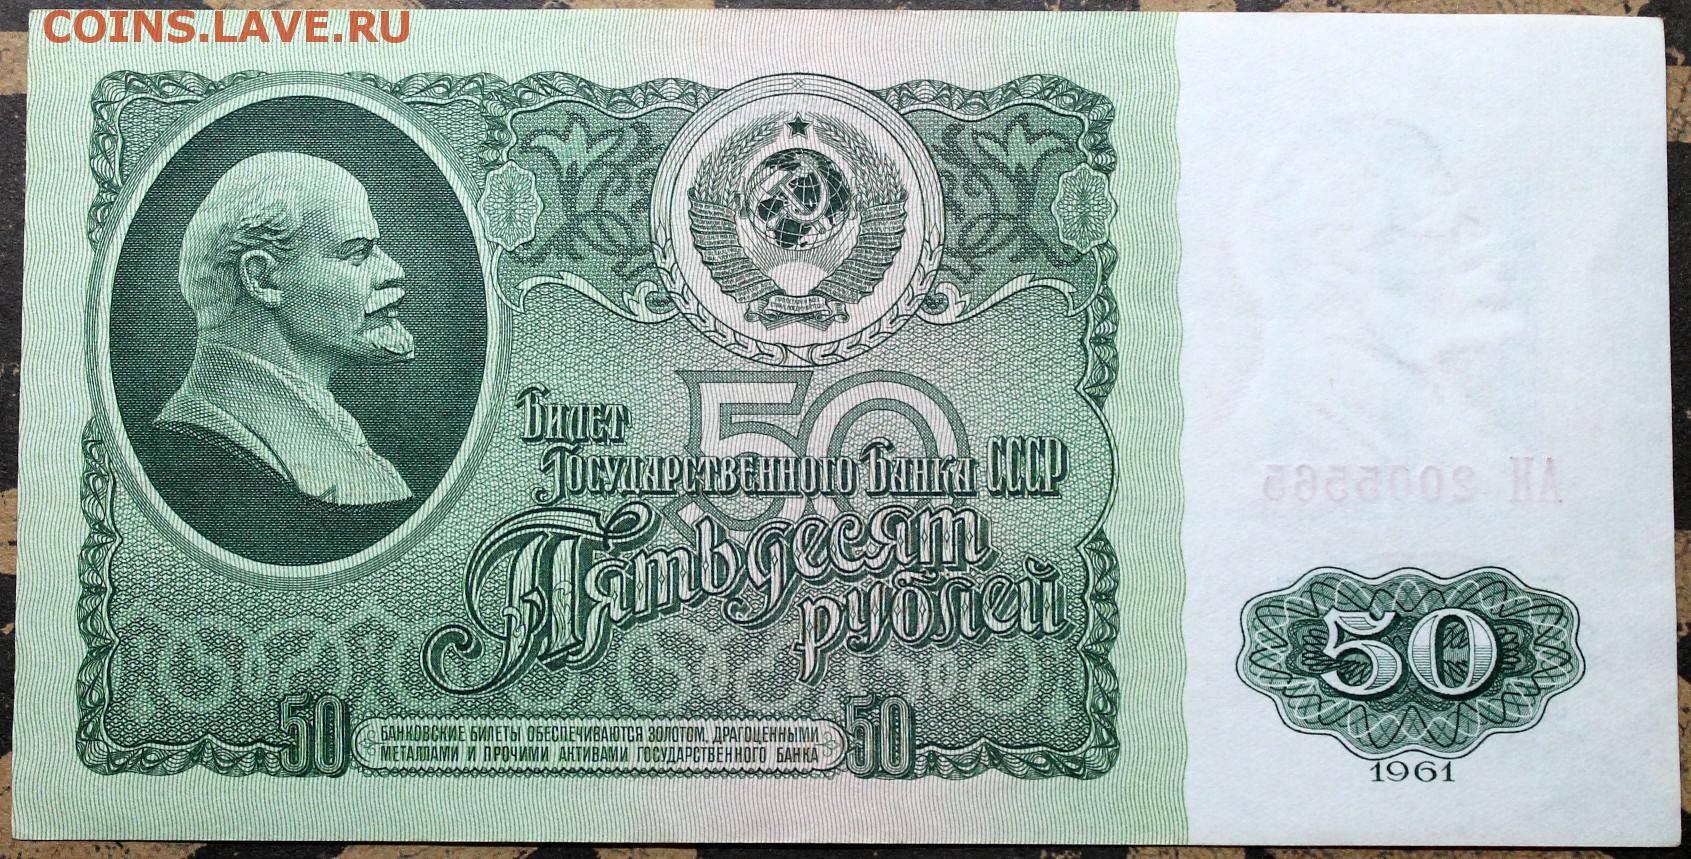 COINS.LAVE.RU
Билет
Государственного Банка СССР
50
Пятьдесят
рублей
АИ 2005565
50
1961
50
БАНКОВСКИЕ БИЛЕТЫ ОБЕСПЕЧИВАЮТСЯ ЗОЛОТОМ, ДРАГОЦЕННЫМИ
МЕТАЛЛАМИ И ПРОЧИМИ АКТИВАМИ ГОСУДАРСТВЕННОГО БАНКА
50